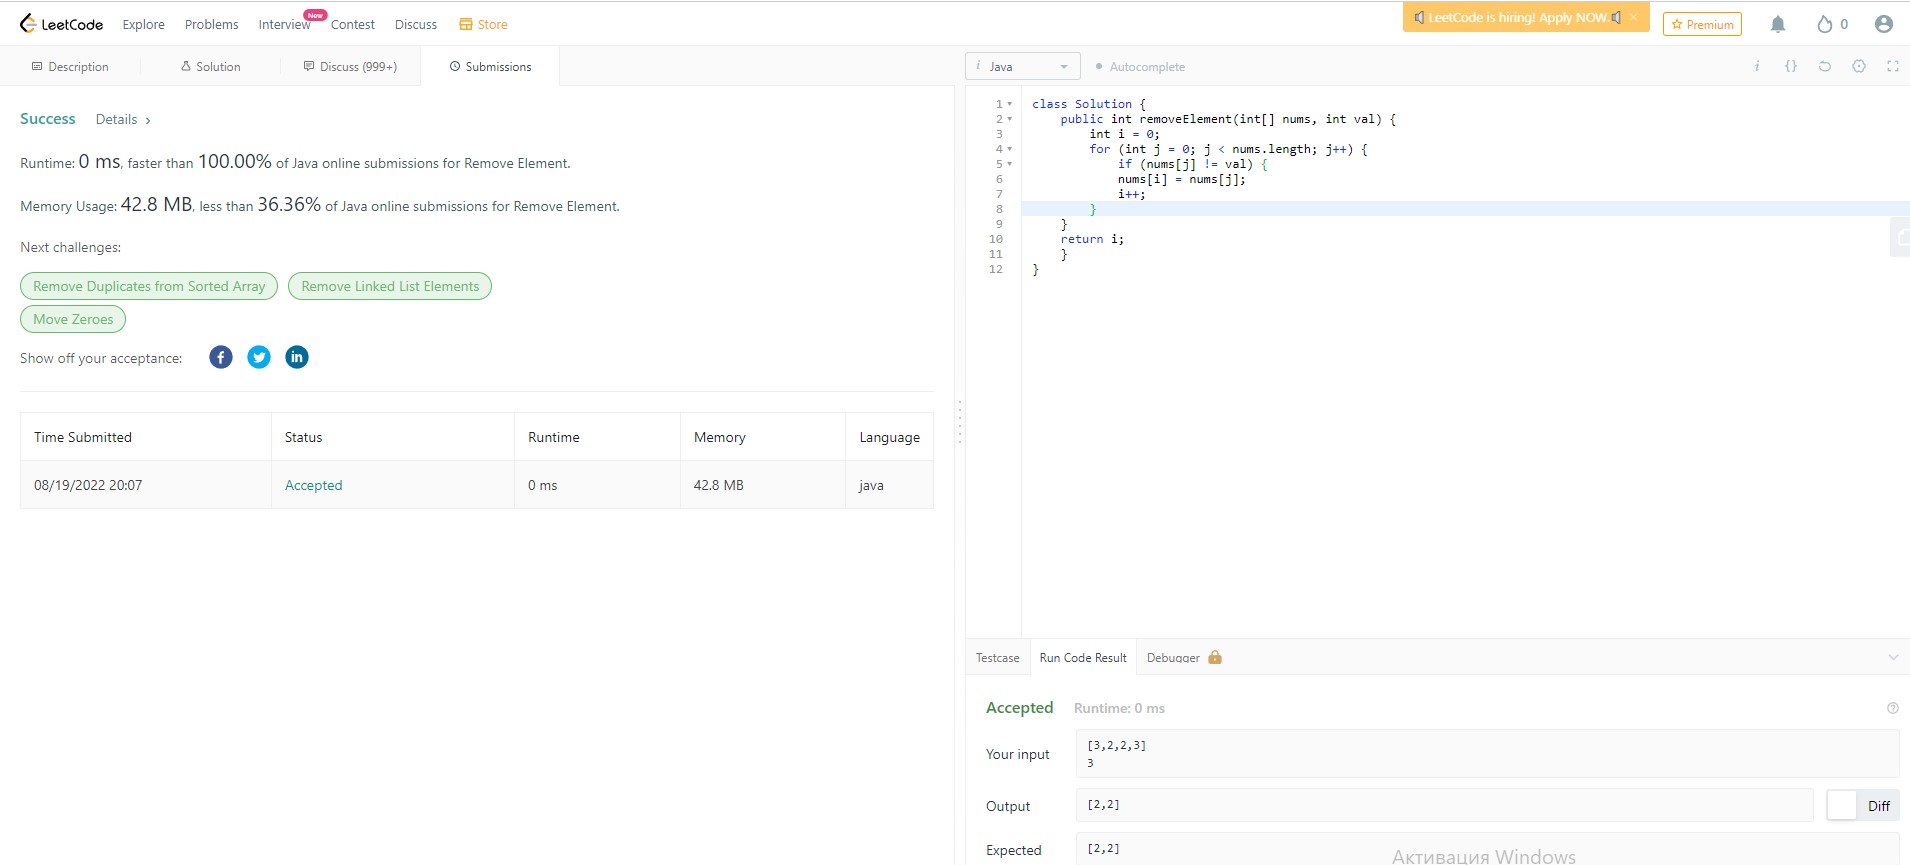 LeetCode Explore Problems Interview New Contest Discuss Store LeetCode is hiring! Apply NOW. × Premium 0
Description Solution Discuss (999+) Submissions
i Java Autocomplete i {}
Success Details >
Runtime: 0 ms, faster than 100.00% of Java online submissions for Remove Element.
Memory Usage: 42.8 MB, less than 36.36% of Java online submissions for Remove Element.
Next challenges:
Remove Duplicates from Sorted Array Remove Linked List Elements
Move Zeroes
Show off your acceptance: f in
Time Submitted Status Runtime Memory Language
08/19/2022 20:07 Accepted 0 ms 42.8 MB java
1 class Solution {
2 public int removeElement(int[] nums, int val) {
3 int i = 0;
4 for (int j = 0; j < nums.length; j++) {
5 if (nums[j] != val) {
6 nums[i] = nums[j];
7 i++;
8 }
9 }
10 return i;
11 }
12 }
Testcase Run Code Result Debugger
Accepted Runtime: 0 ms
Your input [3,2,2,3]
3
Output [2,2] Diff
Expected [2,2]
Активация Windows